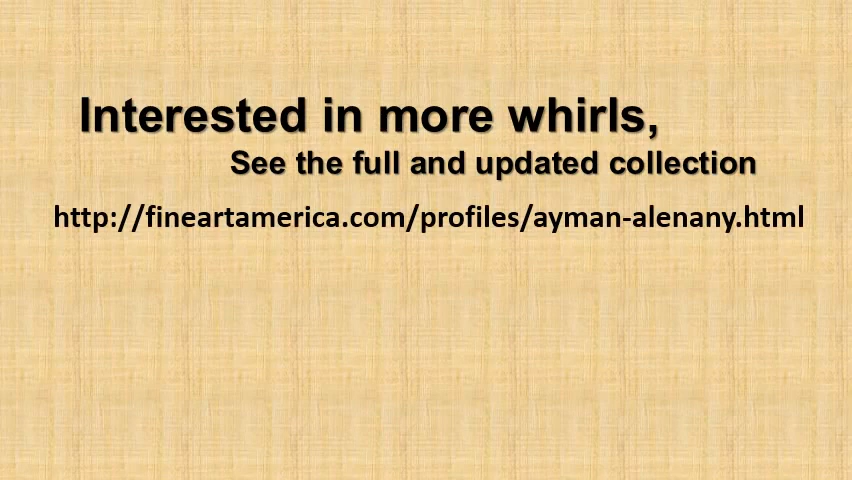 Interested in more whirls,
See the full and updated collection
http://fineartamerica.com/profiles/ayman-alenany.html